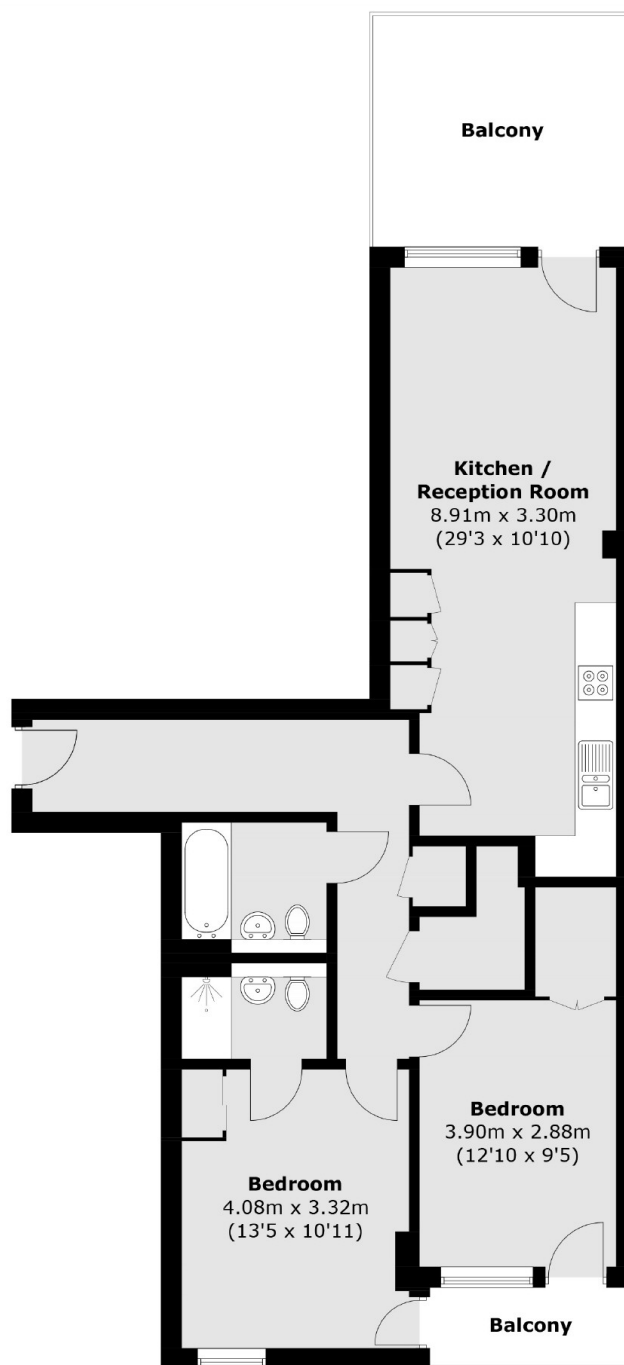 Balcony
Kitchen /
Reception Room
8.91m x 3.30m
(29'3 x 10'10)
Bedroom
3.90m x 2.88m
(12'10 x 9'5)
Bedroom
4.08m x 3.32m
(13'5 x 10'11)
Balcony